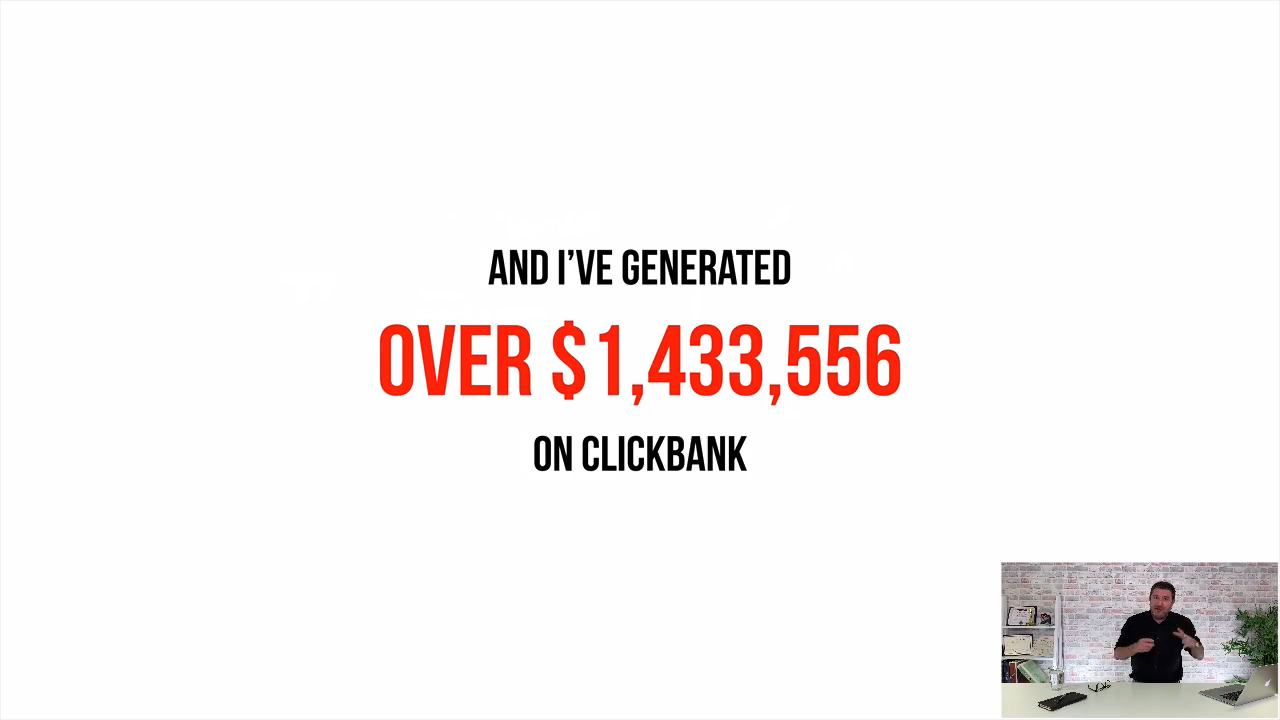 AND I'VE GENERATED
OVER $1,433,556
ON CLICKBANK